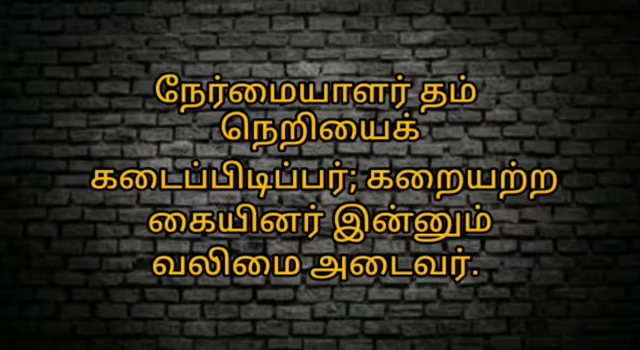 நேர்மையாளர் தம்
நெறியைக்
கடைப்பிடிப்பர்; கறையற்ற
கையினர் இன்னும்
வலிமை அடைவர்.